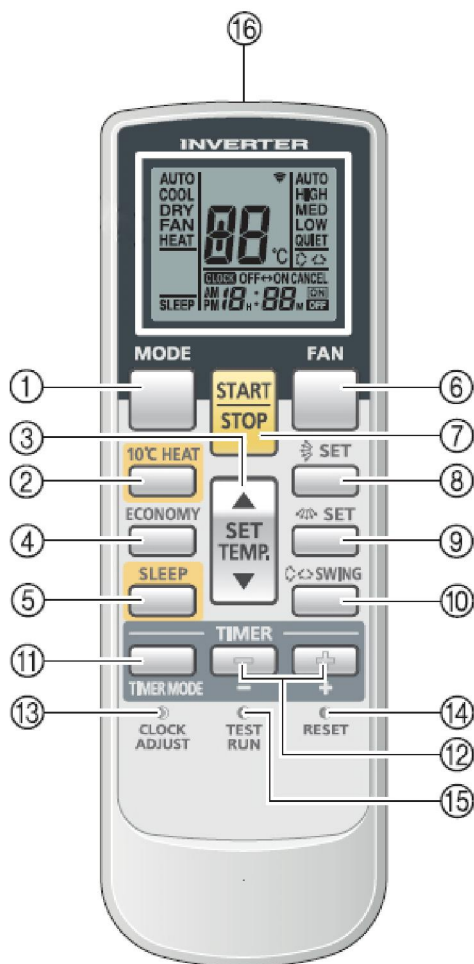 ⑯
INVERTER
AUTO AUTO
COOL HIGH
DRY MED
FAN LOW
HEAT QUIET
88 °C
CLOCK OFF↔ON CANCEL
SLEEP AM 18 H • 88 M ON
PM OFF
MODE FAN
① START ⑥
STOP ⑦
③
10℃ HEAT SET
② ⑧
ECONOMY ▲ SET
④ SET ⑨
TEMP.
SLEEP ▼ SWING
⑤ ⑩
TIMER
⑪ − +
TIMER MODE − +
⑬ ⑭
CLOCK TEST RESET
ADJUST RUN ⑫
⑮